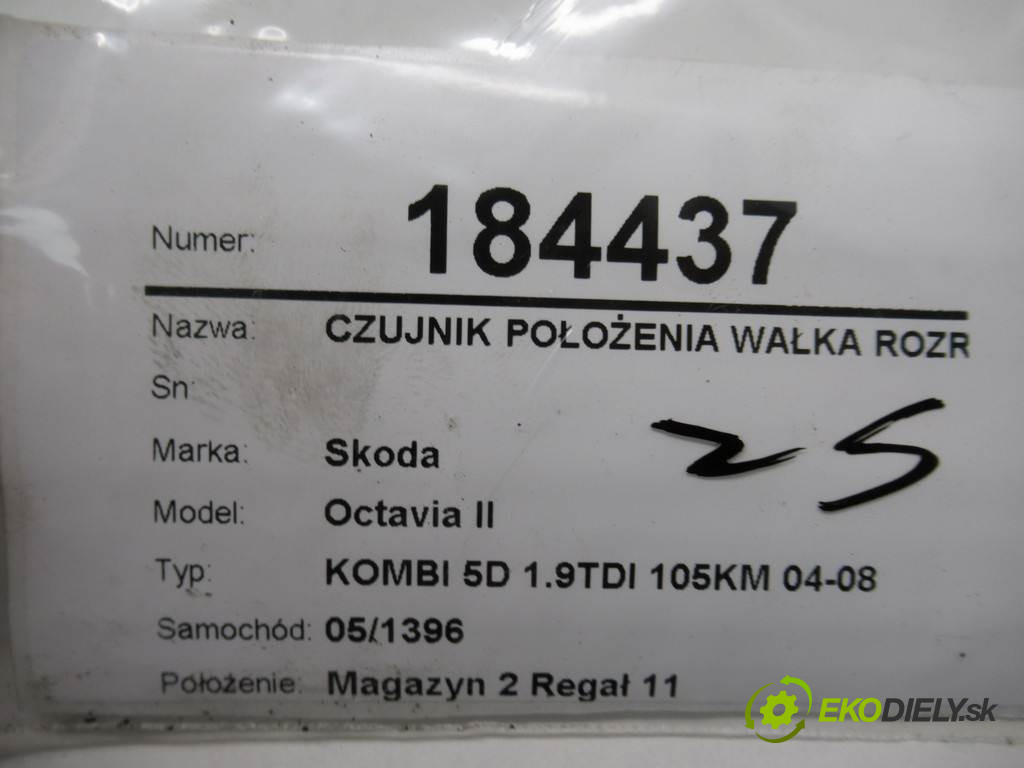 Numer: 184437
Nazwa: CZUJNIK POŁOŻENIA WAŁKA ROZR
Sn:
25
Marka: Skoda
Model: Octavia II
Typ: KOMBI 5D 1.9TDI 105KM 04-08
Samochód: 05/1396
Położenie: Magazyn 2 Regał 11
EKODIELY.sk